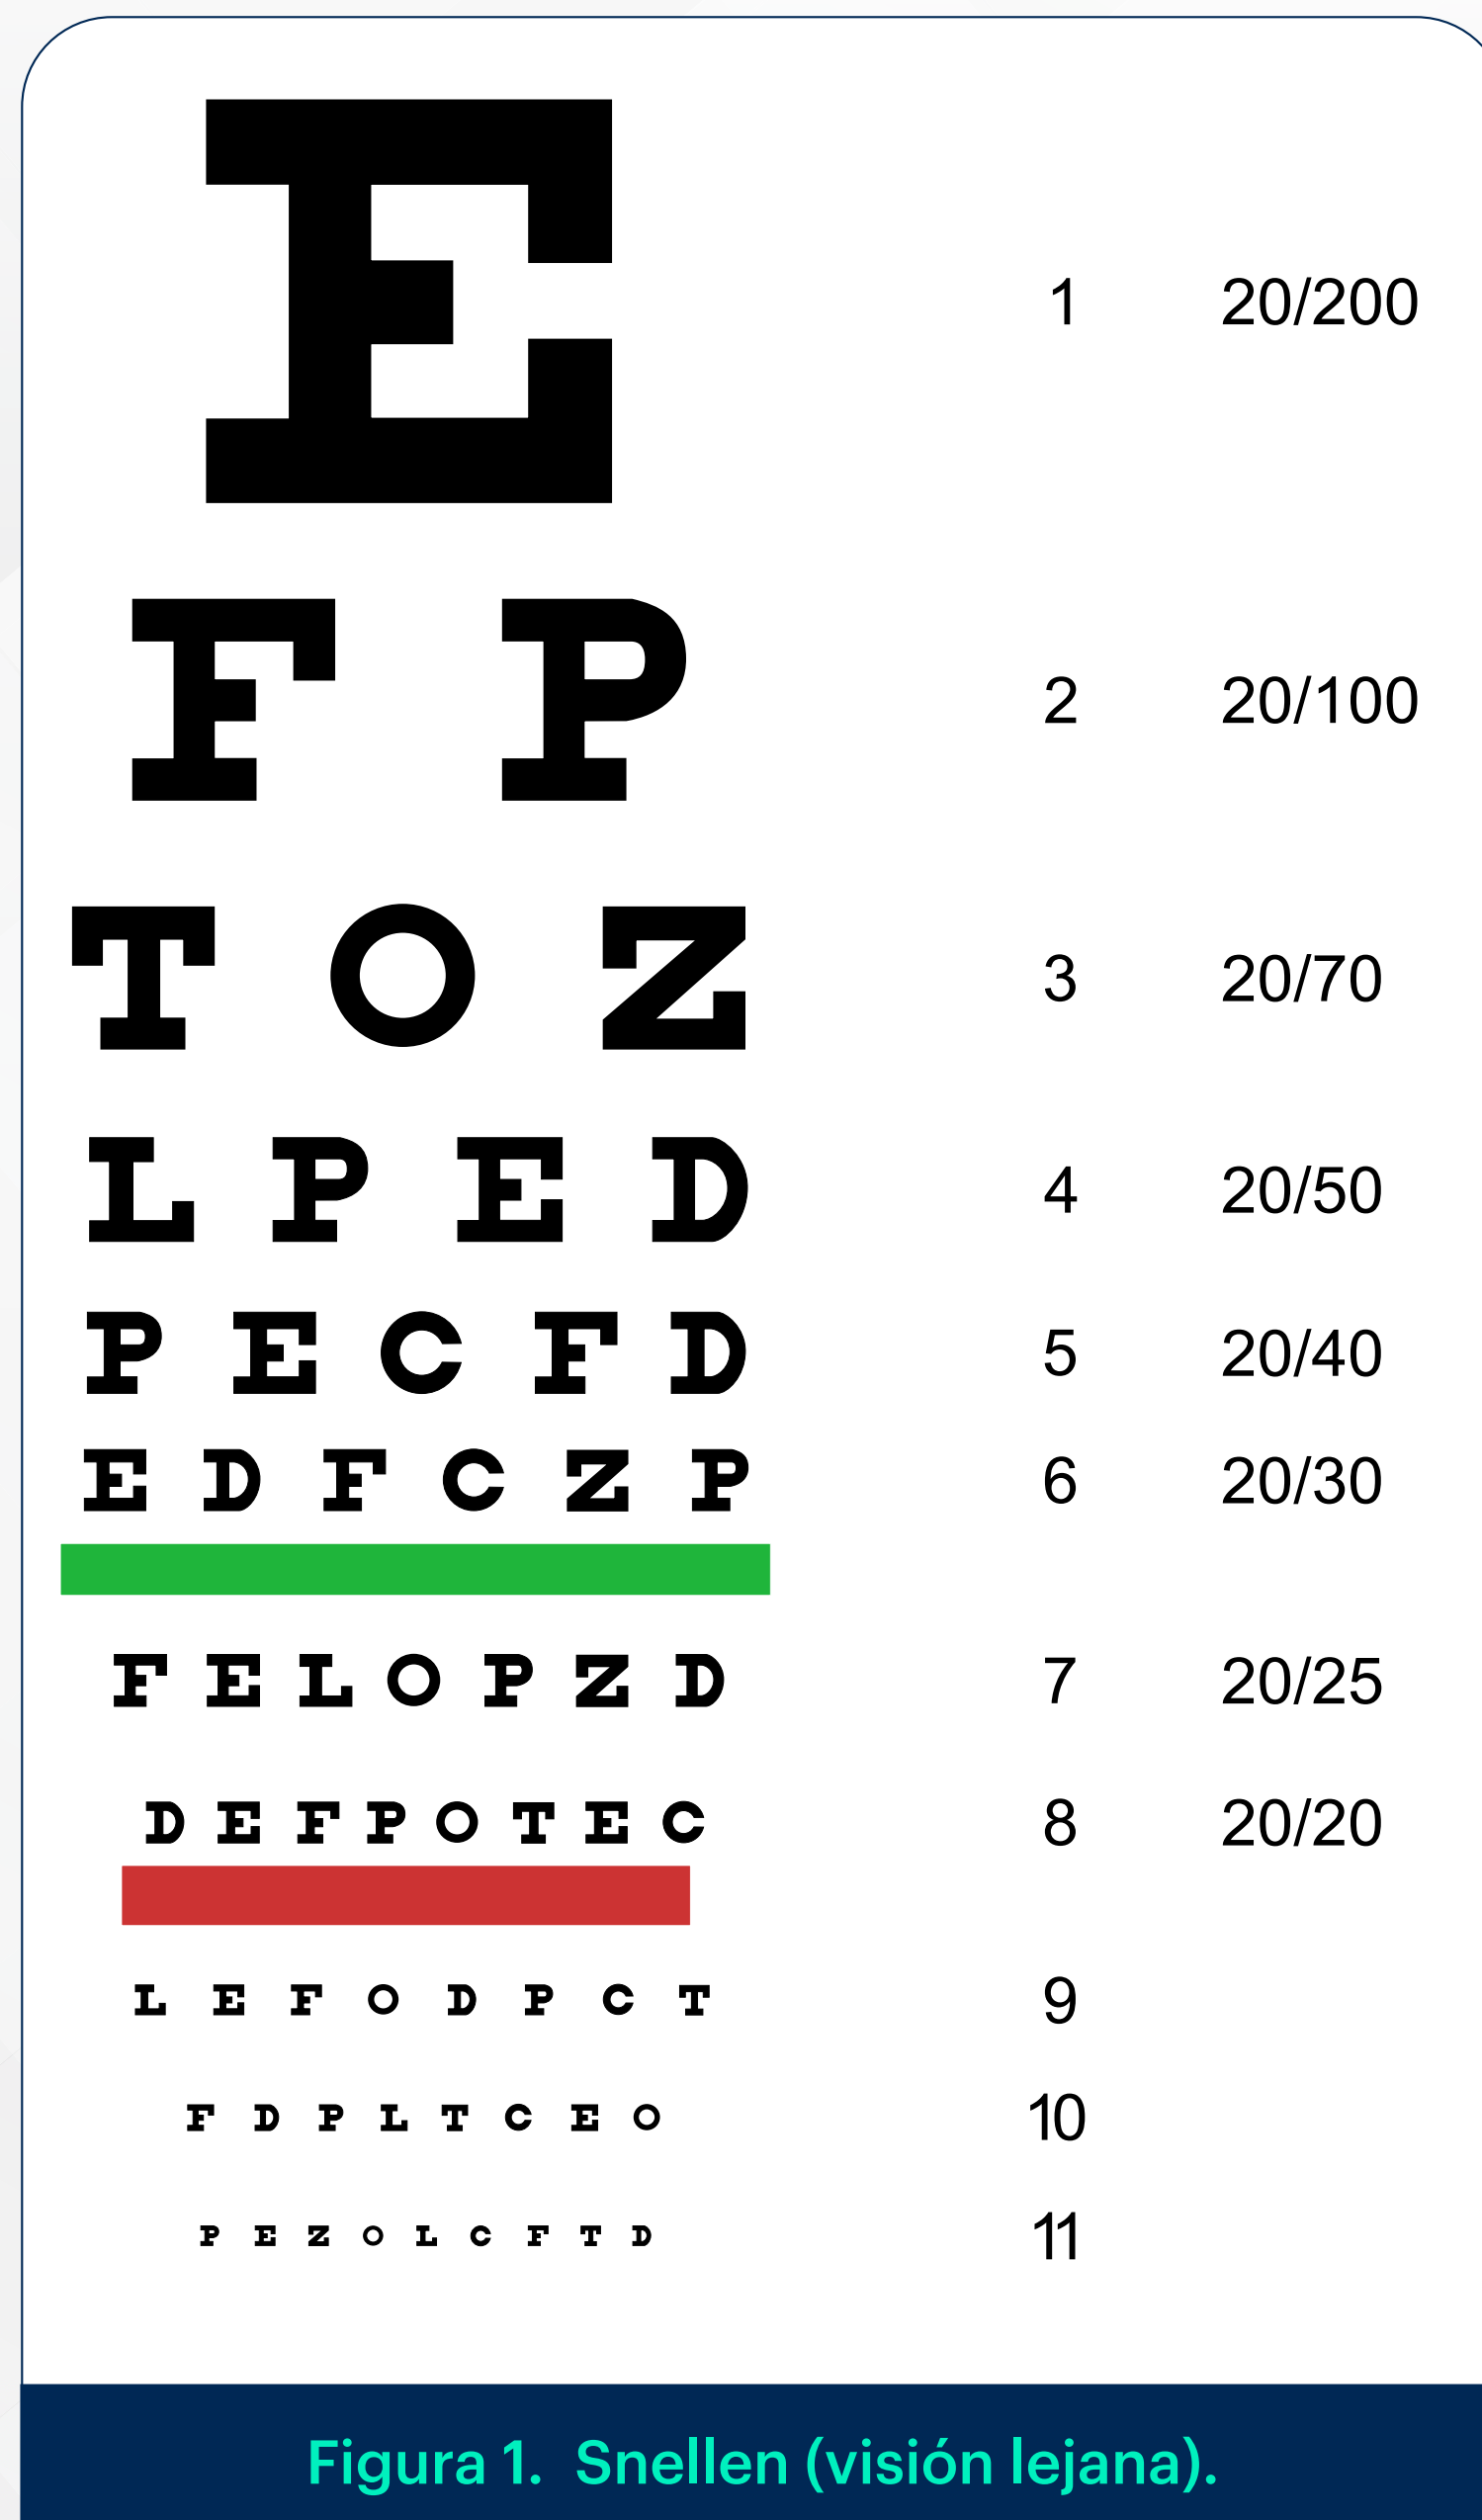 E 1 20/200
F P 2 20/100
T O Z 3 20/70
L P E D 4 20/50
P E C F D 5 20/40
E D F C Z P 6 20/30
F E L O P Z D 7 20/25
D E F P O T E C 8 20/20
L E F O D P C T 9
F D P L T C E O 10
P E Z O L C F T D 11
Figura 1. Snellen (visión lejana).